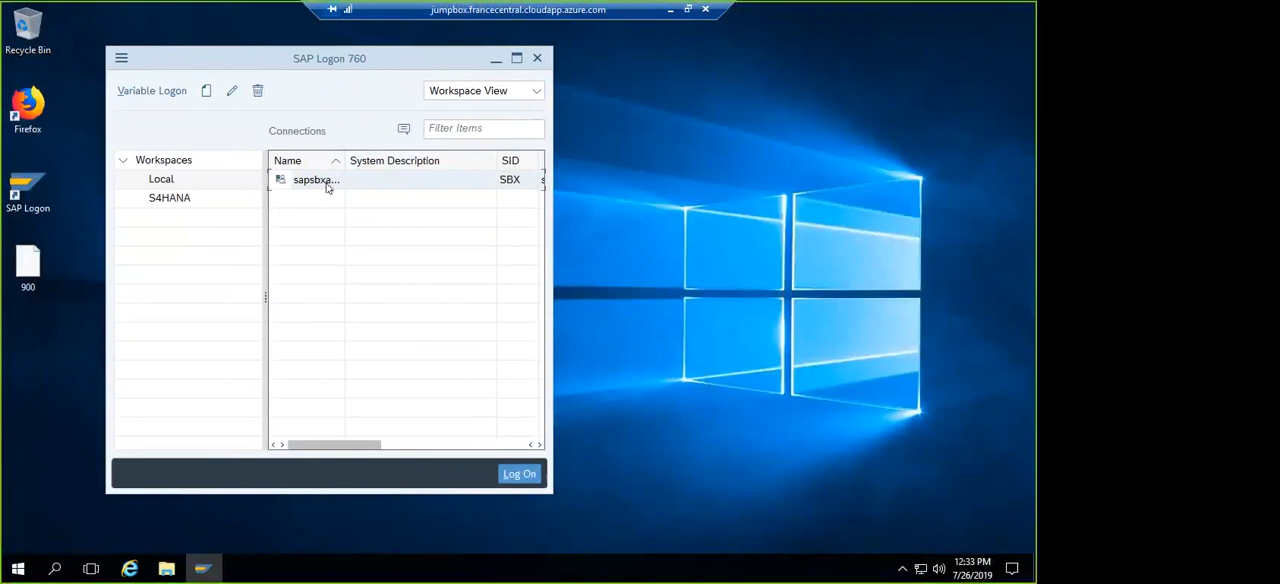 jumpbox.francecentral.cloudapp.azure.com
Recycle Bin
Firefox
SAP Logon
900
SAP Logon 760
Variable Logon
Workspace View
Connections
Filter Items
Workspaces
Local
S4HANA
Name
System Description
SID
sapsbxa...
SBX
Log On
12:33 PM
7/26/2019